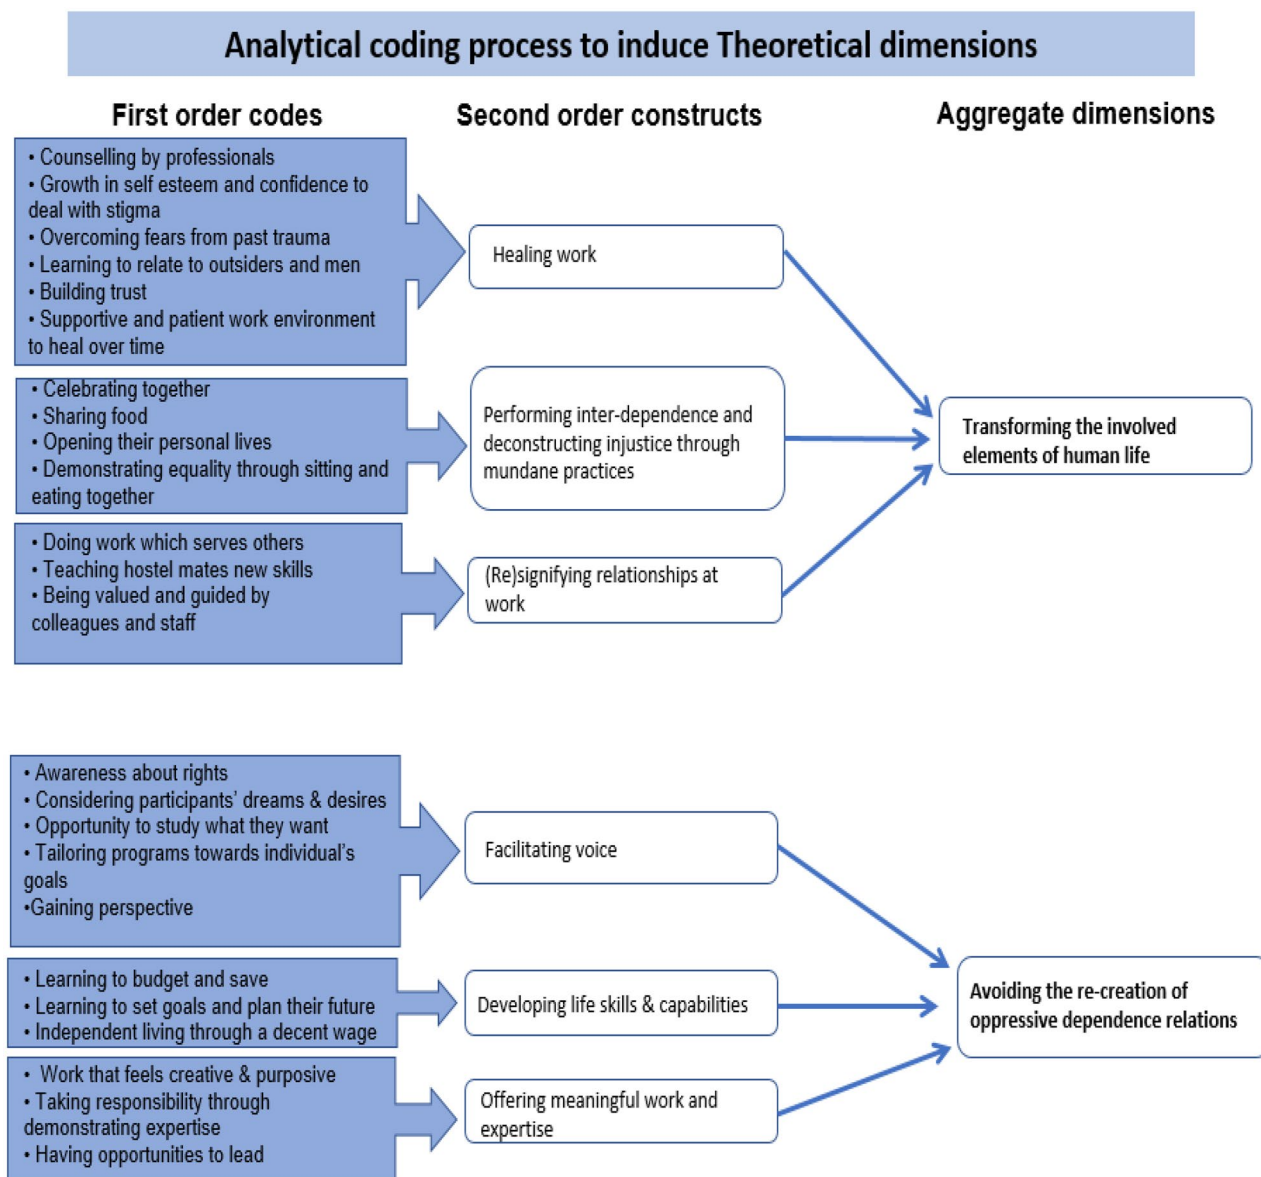 Analytical coding process to induce Theoretical dimensions
First order codes
Second order constructs
Aggregate dimensions
• Counselling by professionals
• Growth in self esteem and confidence to
deal with stigma
• Overcoming fears from past trauma
• Learning to relate to outsiders and men
• Building trust
• Supportive and patient work environment
to heal over time
Healing work
• Celebrating together
• Sharing food
• Opening their personal lives
• Demonstrating equality through sitting and
eating together
Performing inter-dependence and
deconstructing injustice through
mundane practices
• Doing work which serves others
• Teaching hostel mates new skills
• Being valued and guided by
colleagues and staff
(Re)signifying relationships at
work
Transforming the involved
elements of human life
• Awareness about rights
• Considering participants’ dreams & desires
• Opportunity to study what they want
• Tailoring programs towards individual’s
goals
•Gaining perspective
Facilitating voice
• Learning to budget and save
• Learning to set goals and plan their future
• Independent living through a decent wage
Developing life skills & capabilities
• Work that feels creative & purposive
• Taking responsibility through
demonstrating expertise
• Having opportunities to lead
Offering meaningful work and
expertise
Avoiding the re-creation of
oppressive dependence relations